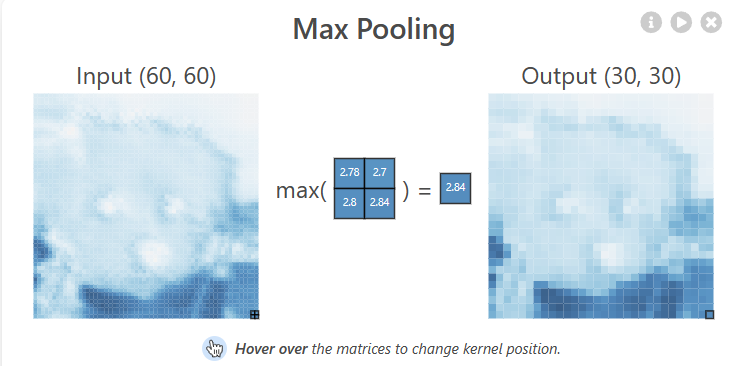 Max Pooling
Input (60, 60)
Output (30, 30)
max(
2.78 2.7
2.8 2.84
) =
2.84
Hover over the matrices to change kernel position.